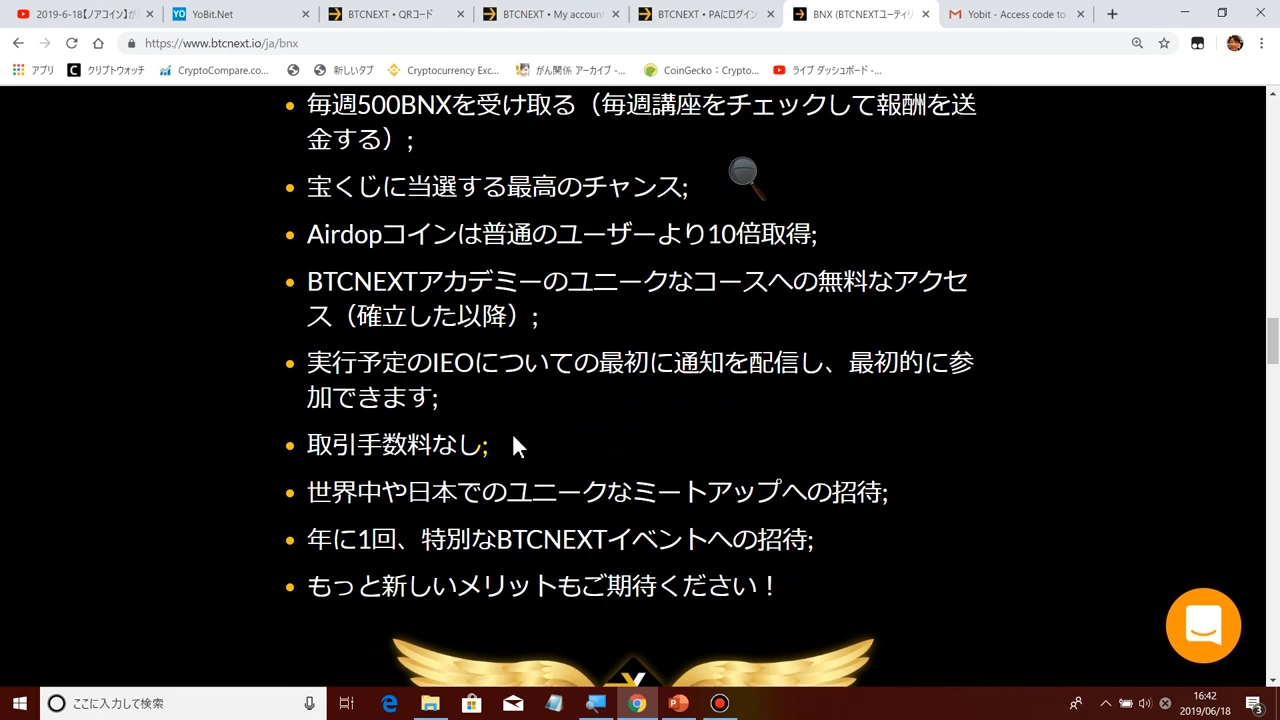 2019-6-18【アコイン】が
YoBit.Net
BTCNEXT • QRコード
BTCNEXT • My accoun
BTCNEXT • PAにログイン
BNX (BTCNEXTユーティリ
Yobit - Access code to
https://www.btcnext.io/ja/bnx
アプリ
クリプトウォッチ
CryptoCompare.co...
新しいタブ
Cryptocurrency Exc...
がん関係 アーカイブ -...
CoinGecko：Crypto...
ライブ ダッシュボード -...
毎週500BNXを受け取る（毎週講座をチェックして報酬を送
金する）;
宝くじに当選する最高のチャンス;
Airdopコインは普通のユーザーより10倍取得;
BTCNEXTアカデミーのユニークなコースへの無料なアクセ
ス（確立した以降）;
実行予定のIEOについての最初に通知を配信し、最初的に参
加できます;
取引手数料なし;
世界中や日本でのユニークなミートアップへの招待;
年に1回、特別なBTCNEXTイベントへの招待;
もっと新しいメリットもご期待ください！
ここに入力して検索
16:42
2019/06/18
3